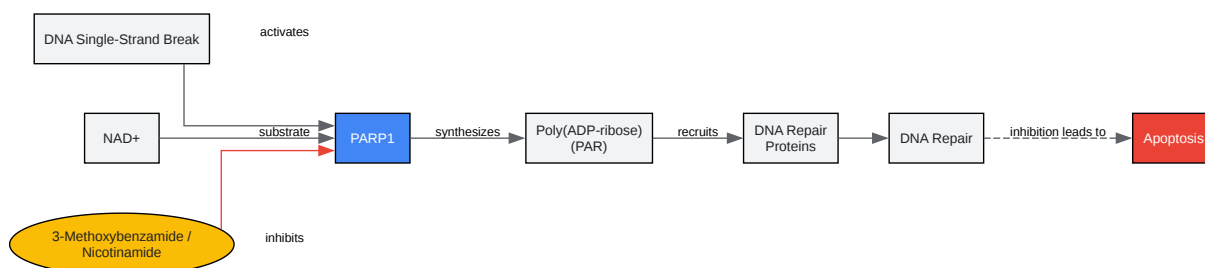 activates
DNA Single-Strand Break
NAD+
substrate
PARP1
synthesizes
Poly(ADP-ribose)
(PAR)
recruits
DNA Repair
Proteins
DNA Repair
inhibition leads to
Apoptosis
3-Methoxybenzamide /
Nicotinamide
inhibits